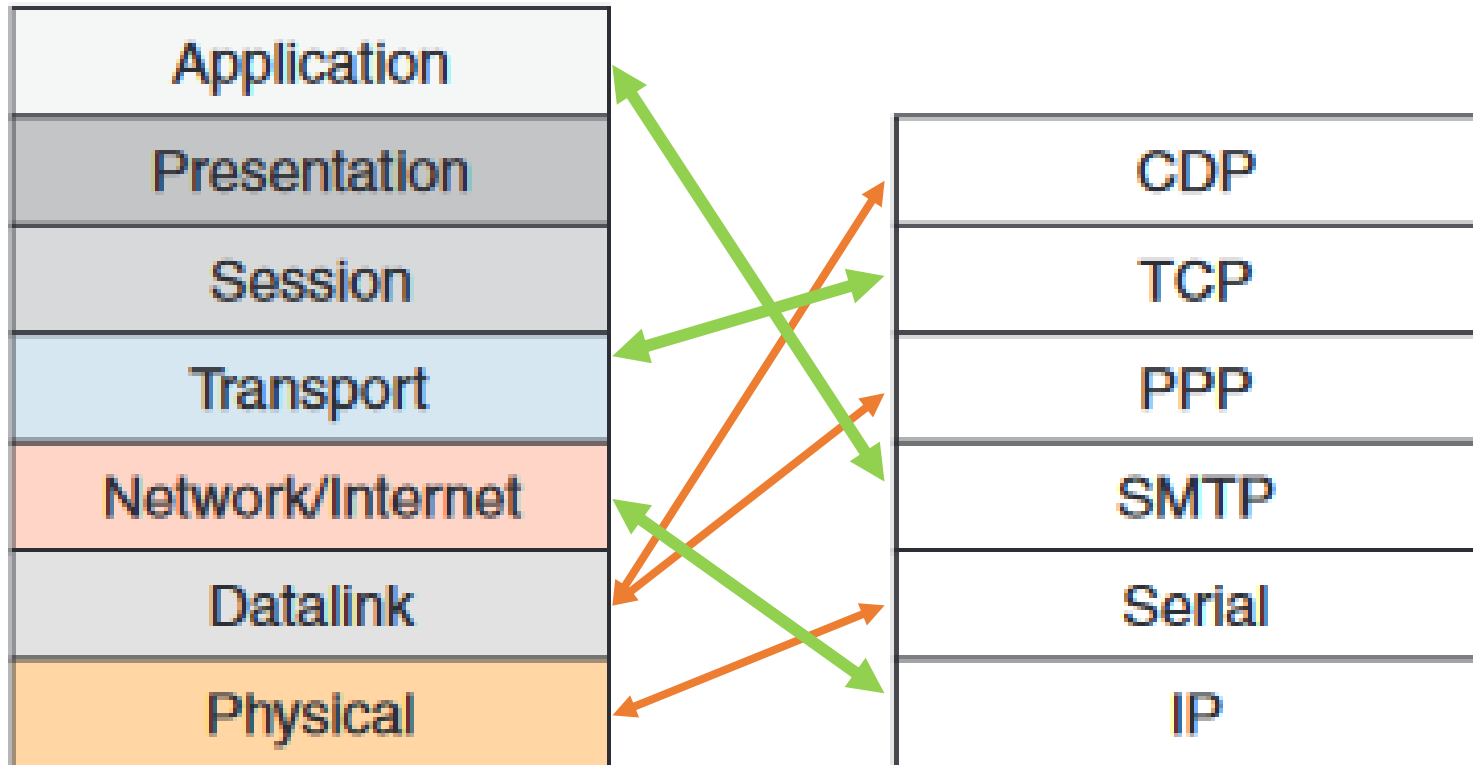 Application
Presentation
Session
Transport
Network/Internet
Datalink
Physical
CDP
TCP
PPP
SMTP
Serial
IP